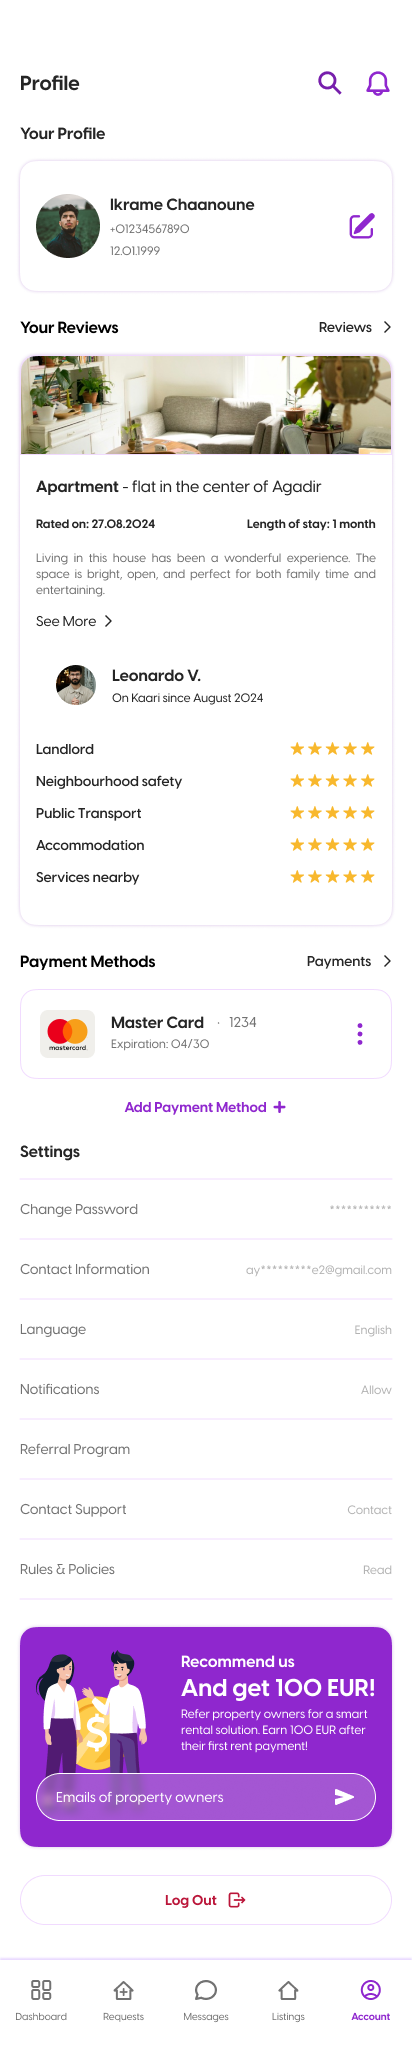 Profile
Your Profile
Ikrame Chaanoune
+01234567890
12.01.1999
Your Reviews
Reviews
Apartment - flat in the center of Agadir
Rated on: 27.08.2024
Length of stay: 1 month
Living in this house has been a wonderful experience. The
space is bright, open, and perfect for both family time and
entertaining.
See More
Leonardo V.
On Kaari since August 2024
Landlord
Neighbourhood safety
Public Transport
Accommodation
Services nearby
Payment Methods
Payments
mastercard.
Master Card · 1234
Expiration: 04/30
Add Payment Method +
Settings
Change Password
***********
Contact Information
ay*********e2@gmail.com
Language
English
Notifications
Allow
Referral Program
Contact Support
Contact
Rules & Policies
Read
$
Recommend us
And get 100 EUR!
Refer property owners for a smart
rental solution. Earn 100 EUR after
their first rent payment!
Emails of property owners
Log Out
Dashboard
Requests
Messages
Listings
Account